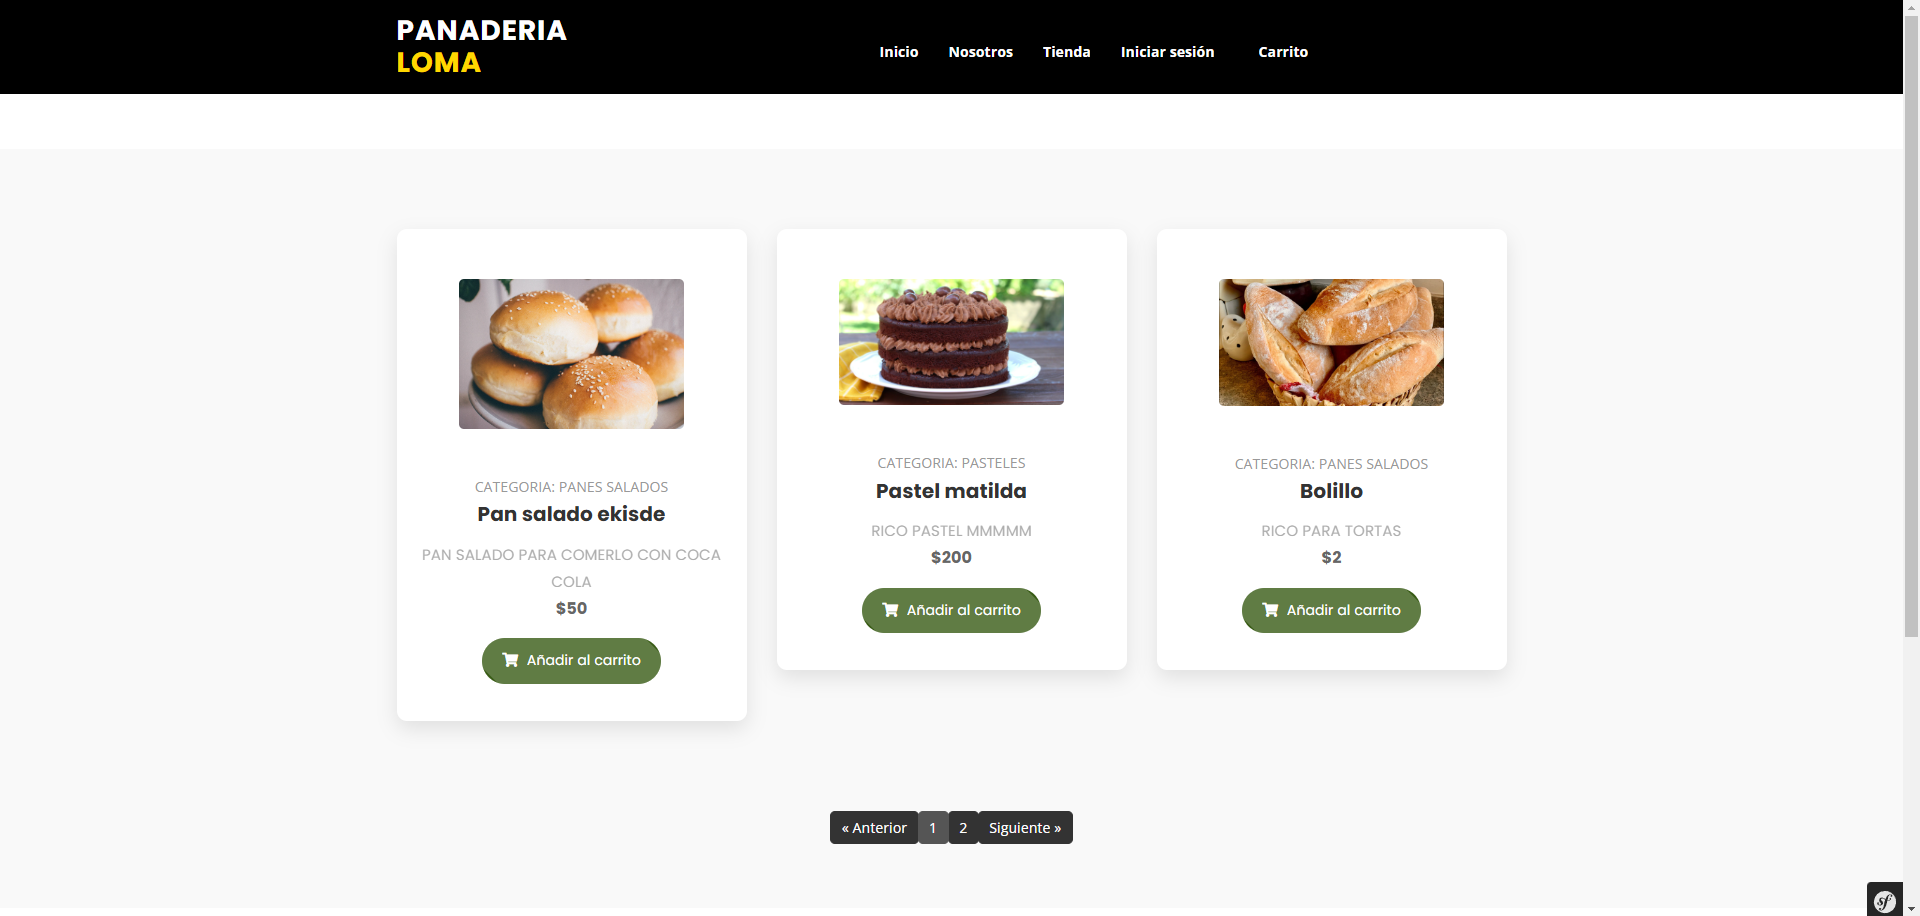 PANADERIA
LOMA
Inicio
Nosotros
Tienda
Iniciar sesión
Carrito
CATEGORIA: PANES SALADOS
Pan salado ekisde
PAN SALADO PARA COMERLO CON COCA
COLA
$50
Añadir al carrito
CATEGORIA: PASTELES
Pastel matilda
RICO PASTEL MMMMM
$200
Añadir al carrito
CATEGORIA: PANES SALADOS
Bolillo
RICO PARA TORTAS
$2
Añadir al carrito
« Anterior
1
2
Siguiente »
sf